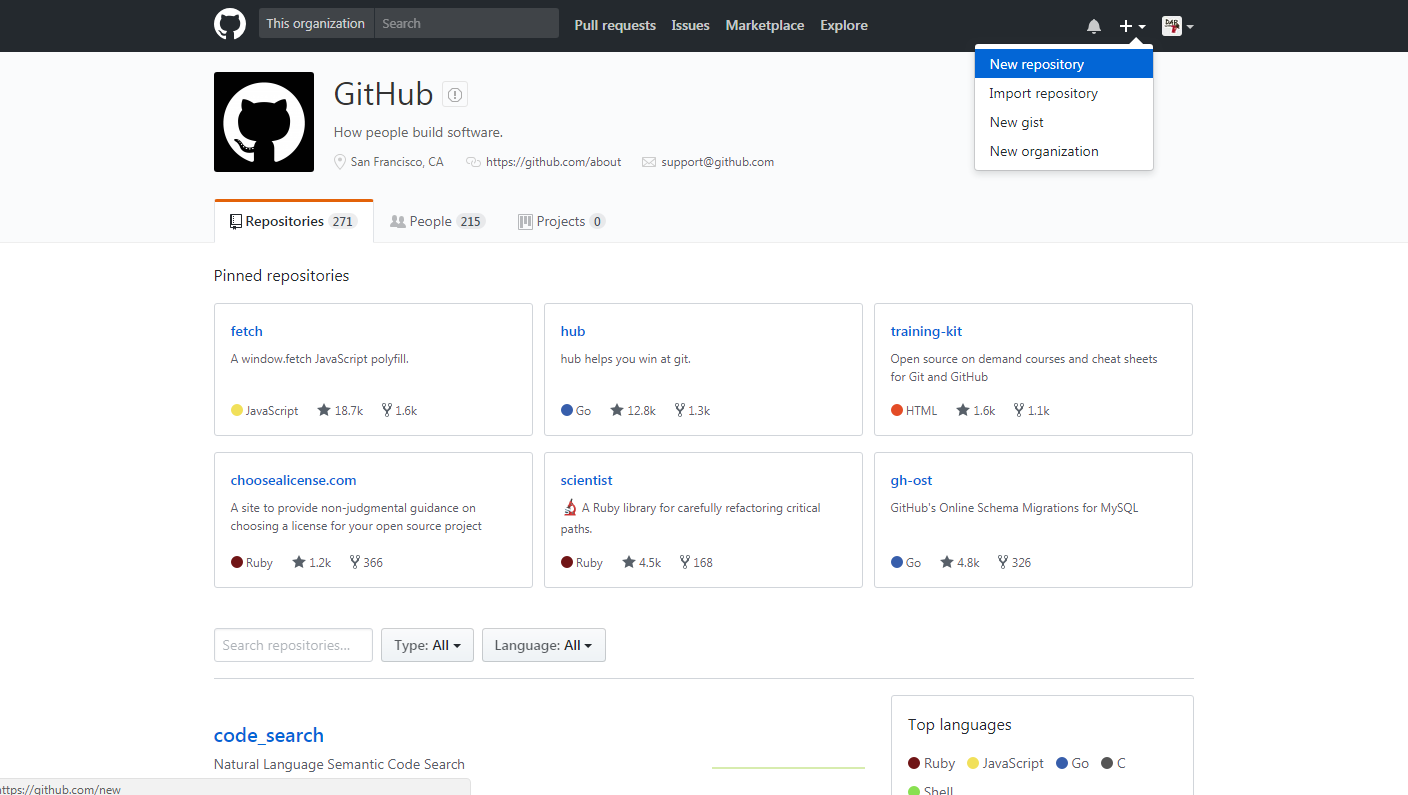 This organization Search Pull requests Issues Marketplace Explore
New repository
Import repository
New gist
New organization
GitHub
How people build software.
San Francisco, CA https://github.com/about support@github.com
Repositories 271 People 215 Projects 0
Pinned repositories
fetch
A window.fetch JavaScript polyfill.
JavaScript 18.7k 1.6k
hub
hub helps you win at git.
Go 12.8k 1.3k
training-kit
Open source on demand courses and cheat sheets
for Git and GitHub
HTML 1.6k 1.1k
choosealicense.com
A site to provide non-judgmental guidance on
choosing a license for your open source project
Ruby 1.2k 366
scientist
A Ruby library for carefully refactoring critical
paths.
Ruby 4.5k 168
gh-ost
GitHub's Online Schema Migrations for MySQL
Go 4.8k 326
Search repositories... Type: All Language: All
code_search
Natural Language Semantic Code Search
Top languages
Ruby JavaScript Go C
Shell
ttps://github.com/new